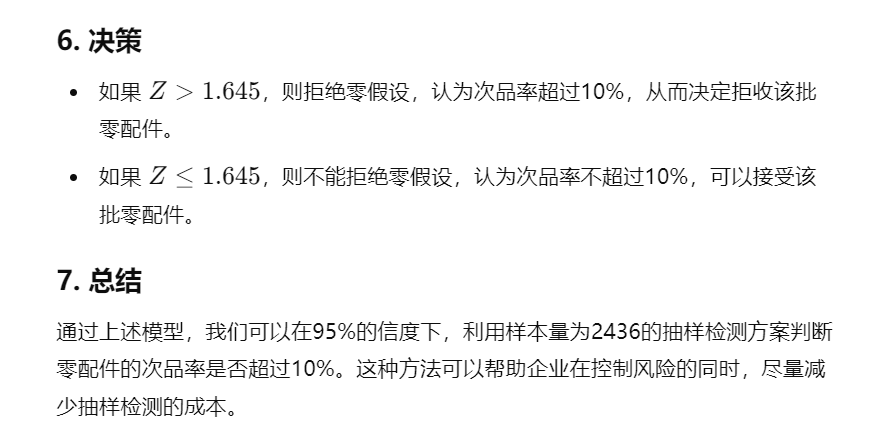 6. 决策
• 如果 Z > 1.645，则拒绝零假设，认为次品率超过10%，从而决定拒收该批
零配件。
• 如果 Z ≤ 1.645，则不能拒绝零假设，认为次品率不超过10%，可以接受该
批零配件。
7. 总结
通过上述模型，我们可以在95%的信度下，利用样本量为2436的抽样检测方案判断
零配件的次品率是否超过10%。这种方法可以帮助企业在控制风险的同时，尽量减
少抽样检测的成本。